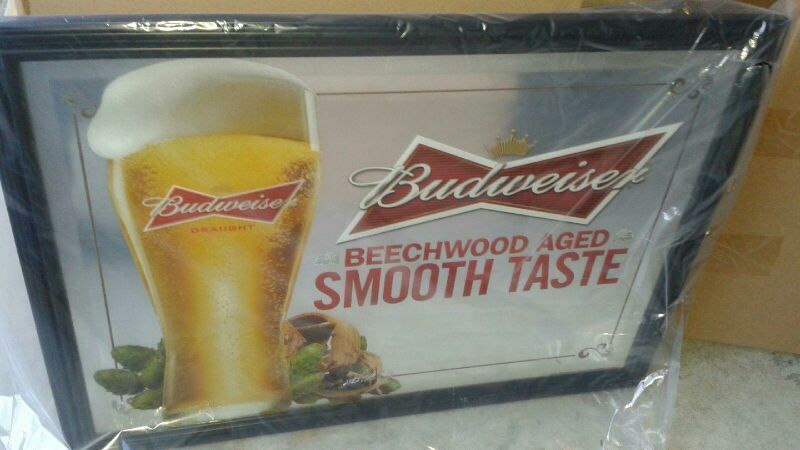 Budweiser
DRAUGHT
Budweiser
BEECHWOOD AGED
SMOOTH TASTE